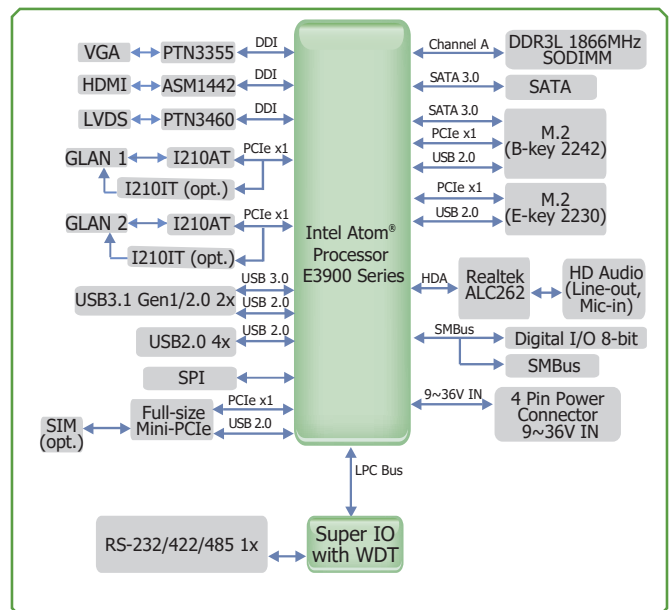 VGA
PTN3355
DDI
HDMI
ASM1442
DDI
LVDS
PTN3460
DDI
GLAN 1
I210AT
PCIe x1
I210IT (opt.)
GLAN 2
I210AT
PCIe x1
I210IT (opt.)
USB3.1 Gen1/2.0 2x
USB 3.0
USB 2.0
USB2.0 4x
USB 2.0
SPI
SIM
(opt.)
Full-size
Mini-PCIe
PCIe x1
USB 2.0
Intel Atom®
Processor
E3900 Series
Channel A
DDR3L 1866MHz
SODIMM
SATA 3.0
SATA
SATA 3.0
PCIe x1
USB 2.0
M.2
(B-key 2242)
PCIe x1
USB 2.0
M.2
(E-key 2230)
HDA
Realtek
ALC262
HD Audio
(Line-out,
Mic-in)
SMBus
Digital I/O 8-bit
SMBus
9~36V IN
4 Pin Power
Connector
9~36V IN
LPC Bus
RS-232/422/485 1x
Super IO
with WDT